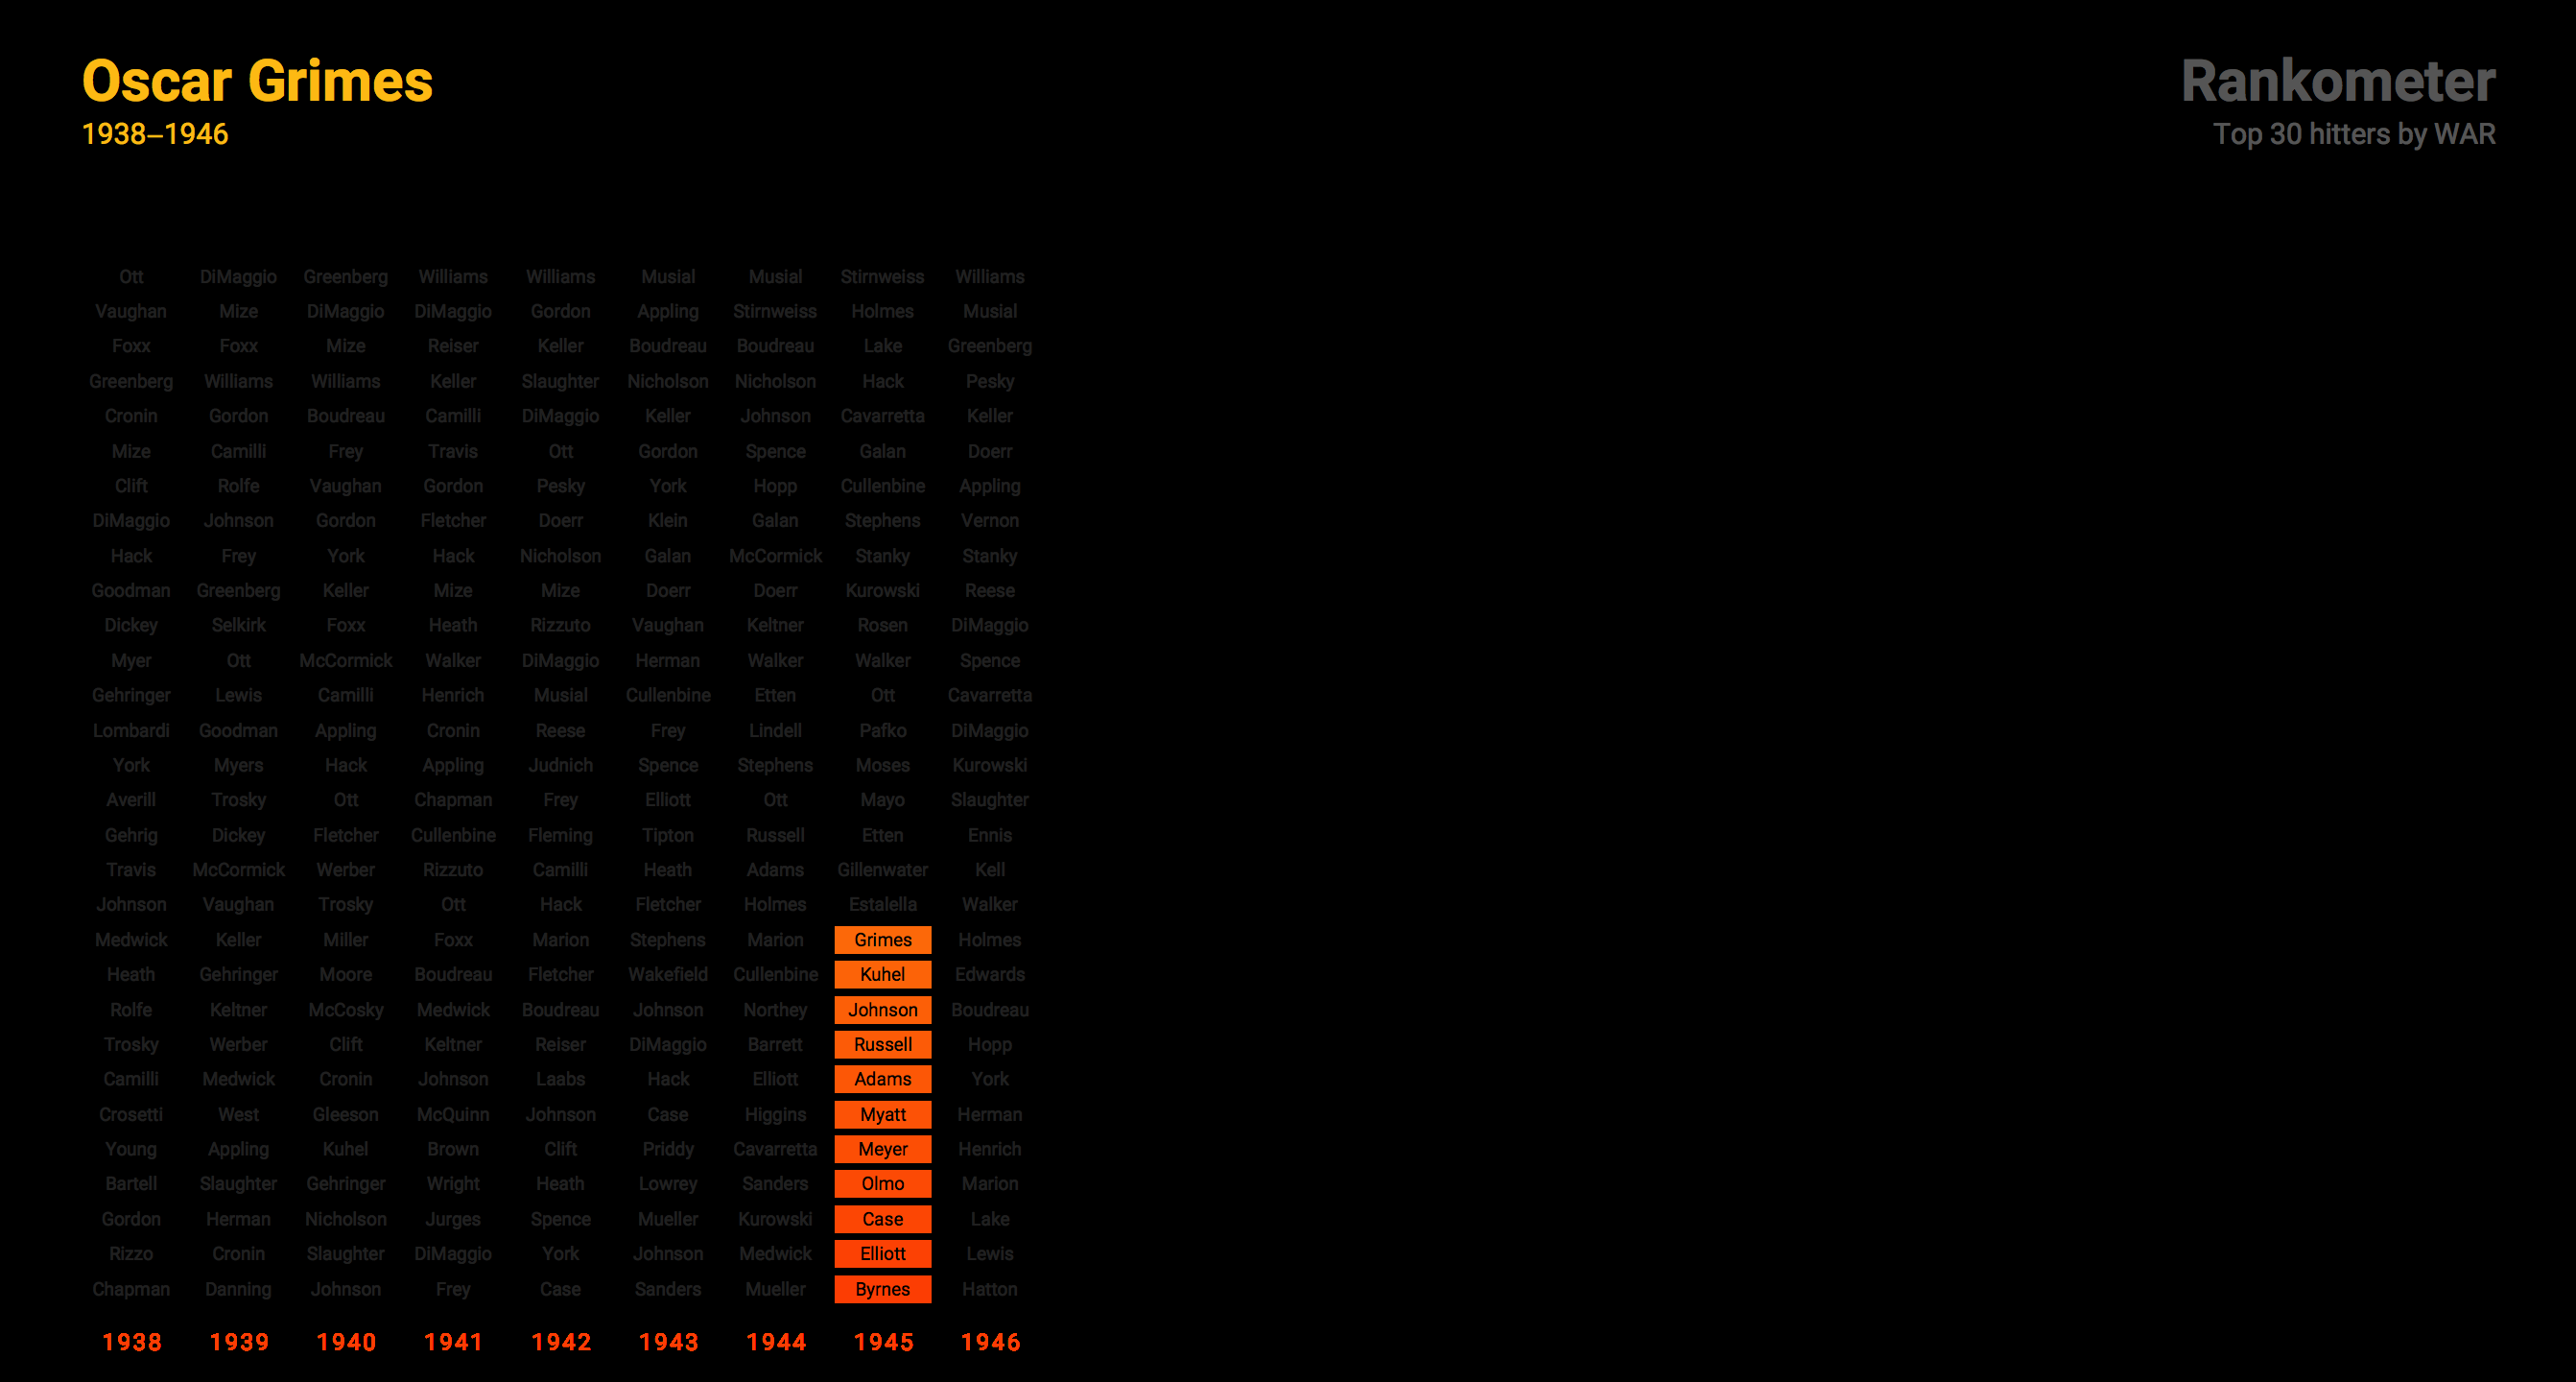 Oscar Grimes
1938–1946
Rankometer
Top 30 hitters by WAR
Ott DiMaggio Greenberg Williams Williams Musial Musial Stirnweiss Williams
Vaughan Mize DiMaggio DiMaggio Gordon Appling Stirnweiss Holmes Musial
Foxx Foxx Mize Reiser Keller Boudreau Boudreau Lake Greenberg
Greenberg Williams Williams Keller Slaughter Nicholson Nicholson Hack Pesky
Cronin Gordon Boudreau Camilli DiMaggio Keller Johnson Cavarretta Keller
Mize Camilli Frey Travis Ott Gordon Spence Galan Doerr
Clift Rolfe Vaughan Gordon Pesky York Hopp Cullenbine Appling
DiMaggio Johnson Gordon Fletcher Doerr Klein Galan Stephens Vernon
Hack Frey York Hack Nicholson Galan McCormick Stanky Stanky
Goodman Greenberg Keller Mize Mize Doerr Doerr Kurowski Reese
Dickey Selkirk Foxx Heath Rizzuto Vaughan Keltner Rosen DiMaggio
Myer Ott McCormick Walker DiMaggio Herman Walker Walker Spence
Gehringer Lewis Camilli Henrich Musial Cullenbine Etten Ott Cavarretta
Lombardi Goodman Appling Cronin Reese Frey Lindell Pafko DiMaggio
York Myers Hack Appling Judnich Spence Stephens Moses Kurowski
Averill Trosky Ott Chapman Frey Elliott Ott Mayo Slaughter
Gehrig Dickey Fletcher Cullenbine Fleming Tipton Russell Etten Ennis
Travis McCormick Werber Rizzuto Camilli Heath Adams Gillenwater Kell
Johnson Vaughan Trosky Ott Hack Fletcher Holmes Estalella Walker
Medwick Keller Miller Foxx Marion Stephens Marion Grimes Holmes
Heath Gehringer Moore Boudreau Fletcher Wakefield Cullenbine Kuhel Edwards
Rolfe Keltner McCosky Medwick Boudreau Johnson Northey Johnson Boudreau
Trosky Werber Clift Keltner Reiser DiMaggio Barrett Russell Hopp
Camilli Medwick Cronin Johnson Laabs Hack Elliott Adams York
Crosetti West Gleeson McQuinn Johnson Case Higgins Myatt Herman
Young Appling Kuhel Brown Clift Priddy Cavarretta Meyer Henrich
Bartell Slaughter Gehringer Wright Heath Lowrey Sanders Olmo Marion
Gordon Herman Nicholson Jurges Spence Mueller Kurowski Case Lake
Rizzo Cronin Slaughter DiMaggio York Johnson Medwick Elliott Lewis
Chapman Danning Johnson Frey Case Sanders Mueller Byrnes Hatton
1938 1939 1940 1941 1942 1943 1944 1945 1946